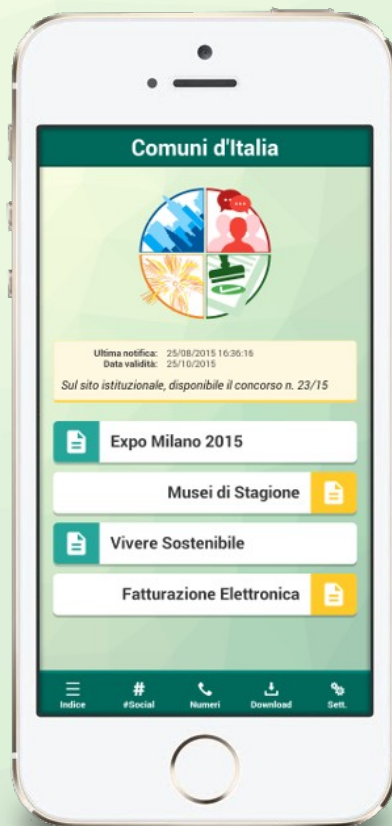 Comuni d'Italia
Ultima notifica: 25/08/2015 16:36:16
Data validità: 25/10/2015
Sul sito istituzionale, disponibile il concorso n. 23/15
Expo Milano 2015
Musei di Stagione
Vivere Sostenibile
Fatturazione Elettronica
Indice #Social Numeri Download Sett.